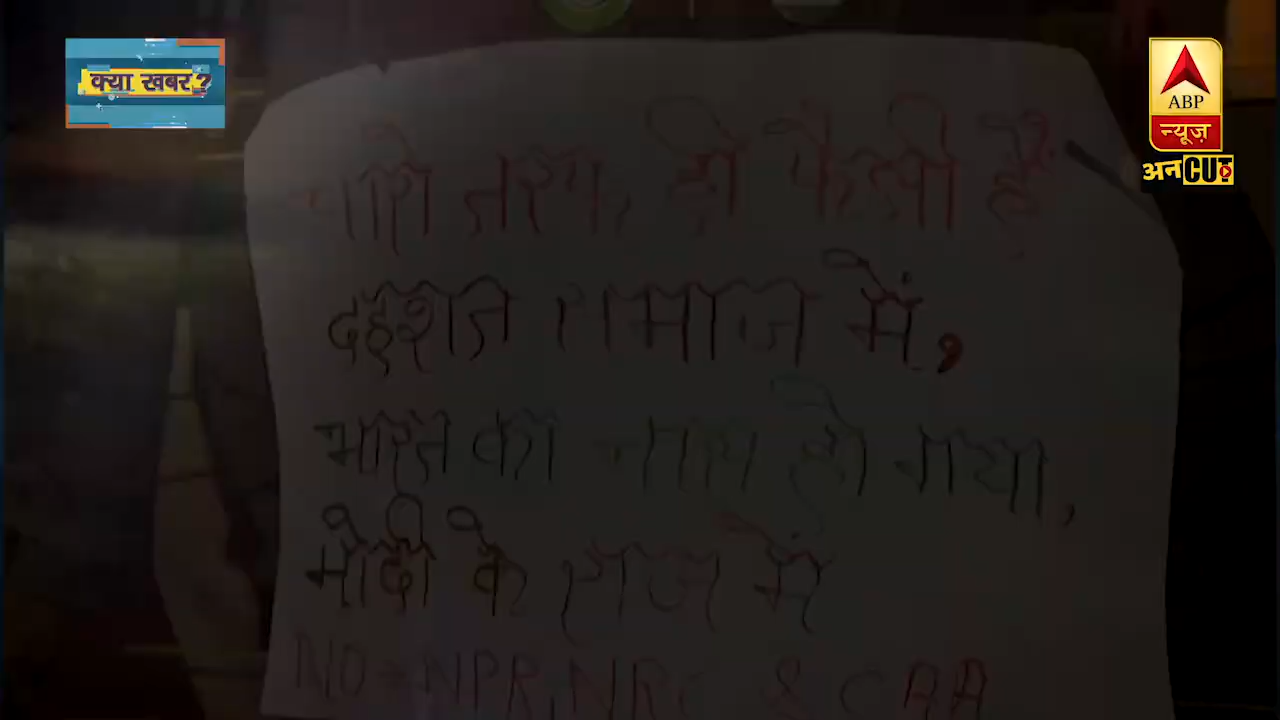 क्या खबर?
ABP
न्यूज़
अनCUT
चारो तरफ ही फैली है
दहशत समाज में,
भारत का नाश हो गया,
मोदी के राज में
NO NPR, NRC & CAA